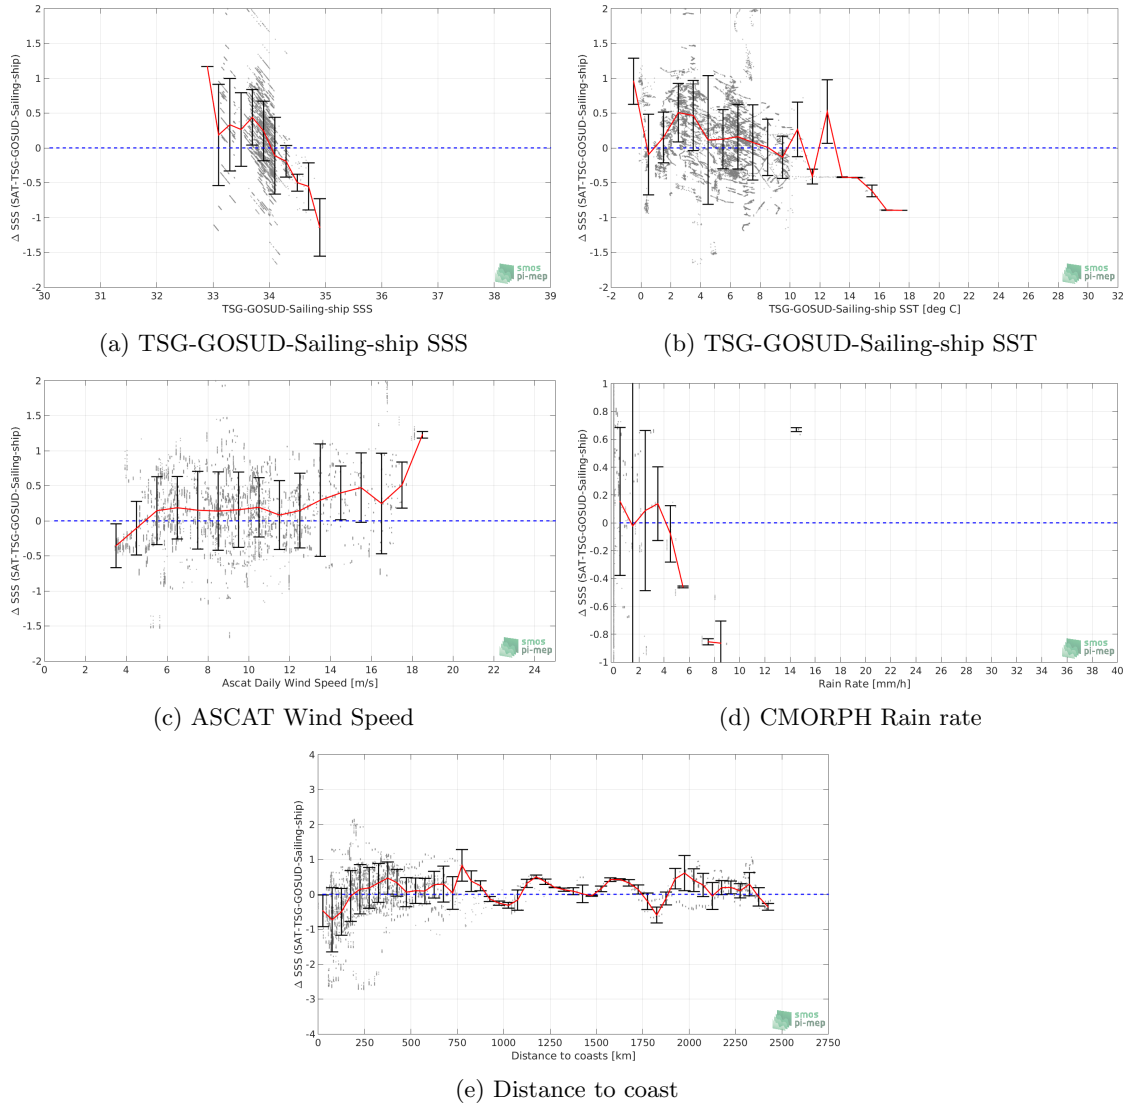 2
1.5
1
0.5
0
-0.5
-1
-1.5
-2
Δ SSS (SAT-TSG-GOSUD-Sailing-ship)
30 31 32 33 34 35 36 37 38 39
TSG-GOSUD-Sailing-ship SSS
smos
pi-mep
(a) TSG-GOSUD-Sailing-ship SSS
2
1.5
1
0.5
0
-0.5
-1
-1.5
-2
Δ SSS (SAT-TSG-GOSUD-Sailing-ship)
-2 0 2 4 6 8 10 12 14 16 18 20 22 24 26 28 30 32
TSG-GOSUD-Sailing-ship SST [deg C]
smos
pi-mep
(b) TSG-GOSUD-Sailing-ship SST
2
1.5
1
0.5
0
-0.5
-1
-1.5
-2
Δ SSS (SAT-TSG-GOSUD-Sailing-ship)
0 2 4 6 8 10 12 14 16 18 20 22 24
Ascat Daily Wind Speed [m/s]
smos
pi-mep
(c) ASCAT Wind Speed
1
0.8
0.6
0.4
0.2
0
-0.2
-0.4
-0.6
-0.8
-1
Δ SSS (SAT-TSG-GOSUD-Sailing-ship)
0 2 4 6 8 10 12 14 16 18 20 22 24 26 28 30 32 34 36 38 40
Rain Rate [mm/h]
smos
pi-mep
(d) CMORPH Rain rate
4
3
2
1
0
-1
-2
-3
-4
Δ SSS (SAT-TSG-GOSUD-Sailing-ship)
0 250 500 750 1000 1250 1500 1750 2000 2250 2500 2750
Distance to coasts [km]
smos
pi-mep
(e) Distance to coast